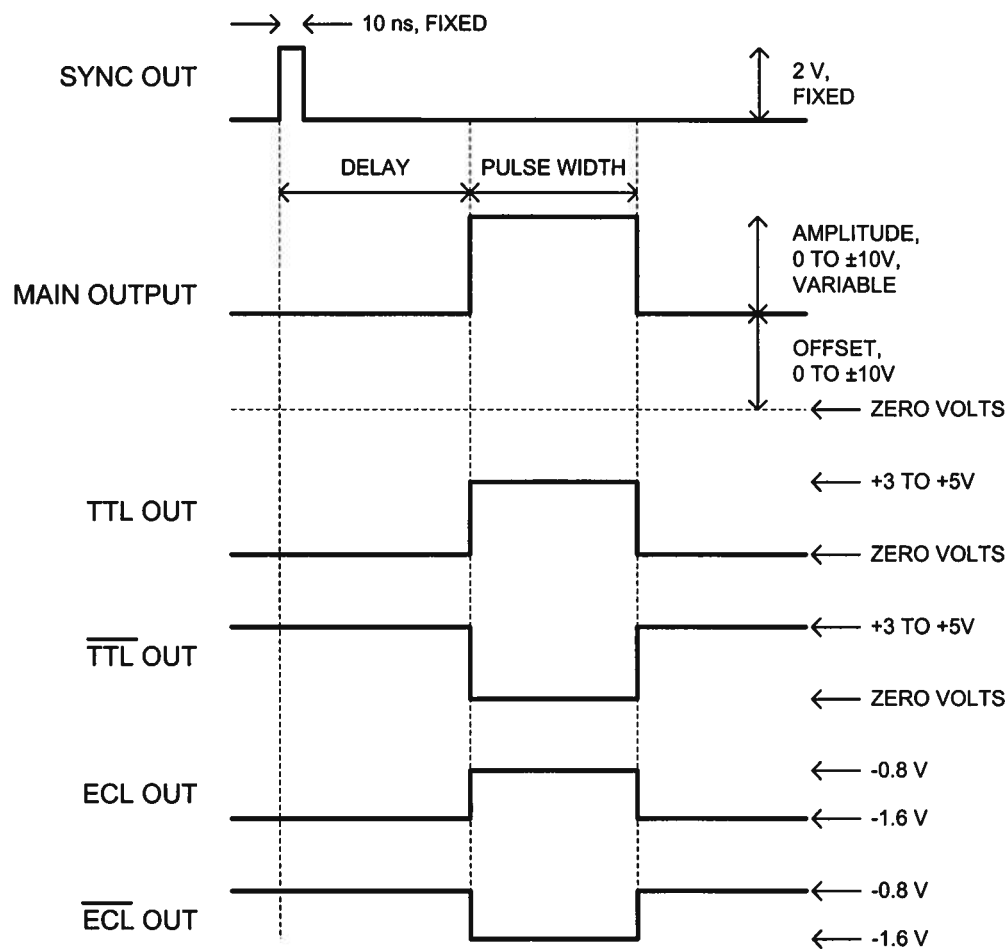 10 ns, FIXED
SYNC OUT
2 V,
FIXED
DELAY
PULSE WIDTH
AMPLITUDE,
0 TO ±10V,
VARIABLE
MAIN OUTPUT
OFFSET,
0 TO ±10V
ZERO VOLTS
+3 TO +5V
TTL OUT
ZERO VOLTS
+3 TO +5V
T̅T̅L̅ OUT
ZERO VOLTS
-0.8 V
ECL OUT
-1.6 V
-0.8 V
E̅C̅L̅ OUT
-1.6 V